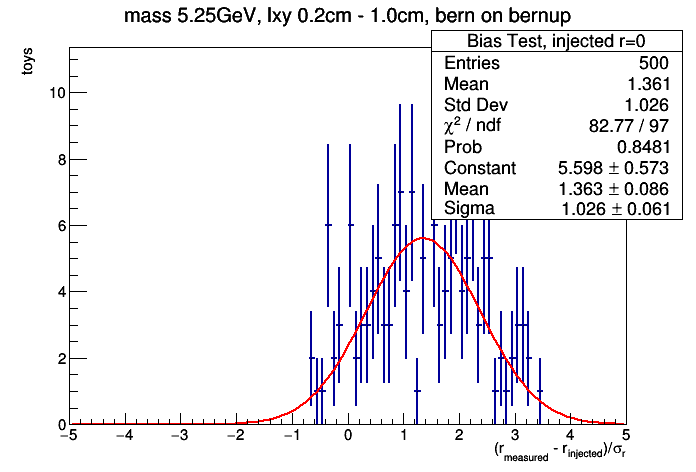 mass 5.25GeV, lxy 0.2cm - 1.0cm, bern on bernup
toys
Bias Test, injected r=0
Entries 500
Mean 1.361
Std Dev 1.026
χ² / ndf 82.77 / 97
Prob 0.8481
Constant 5.598 ± 0.573
Mean 1.363 ± 0.086
Sigma 1.026 ± 0.061
10
8
6
4
2
0
−5 −4 −3 −2 −1 0 1 2 3 4 5
(r_measured - r_injected)/σ_r